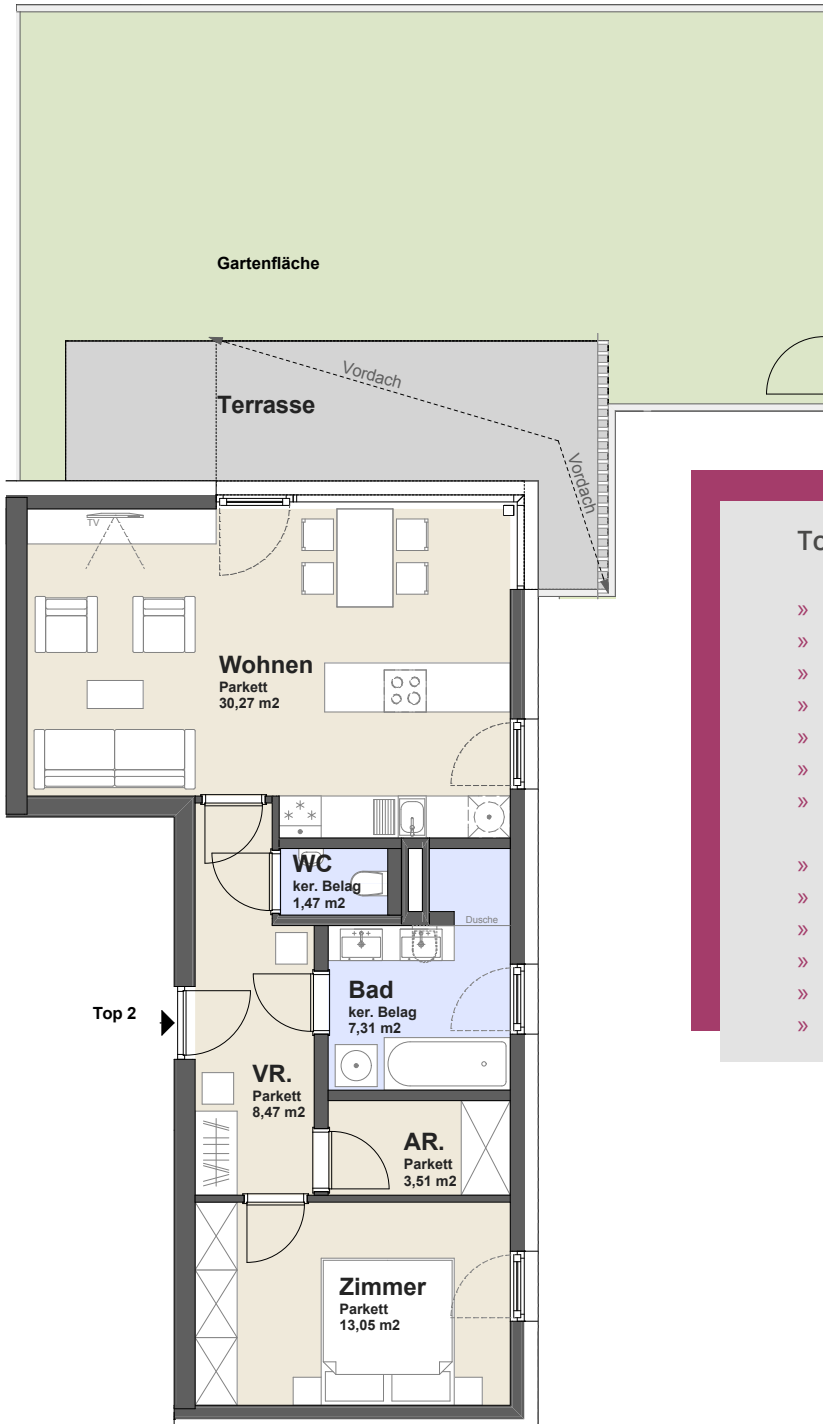 Gartenfläche
Vordach
Terrasse
Vordach
TV
Wohnen
Parkett
30,27 m2
WC
ker. Belag
1,47 m2
Dusche
Bad
ker. Belag
7,31 m2
Top 2
VR.
Parkett
8,47 m2
AR.
Parkett
3,51 m2
Zimmer
Parkett
13,05 m2
»
»
»
»
»
»
»
»
»
»
»
»
»